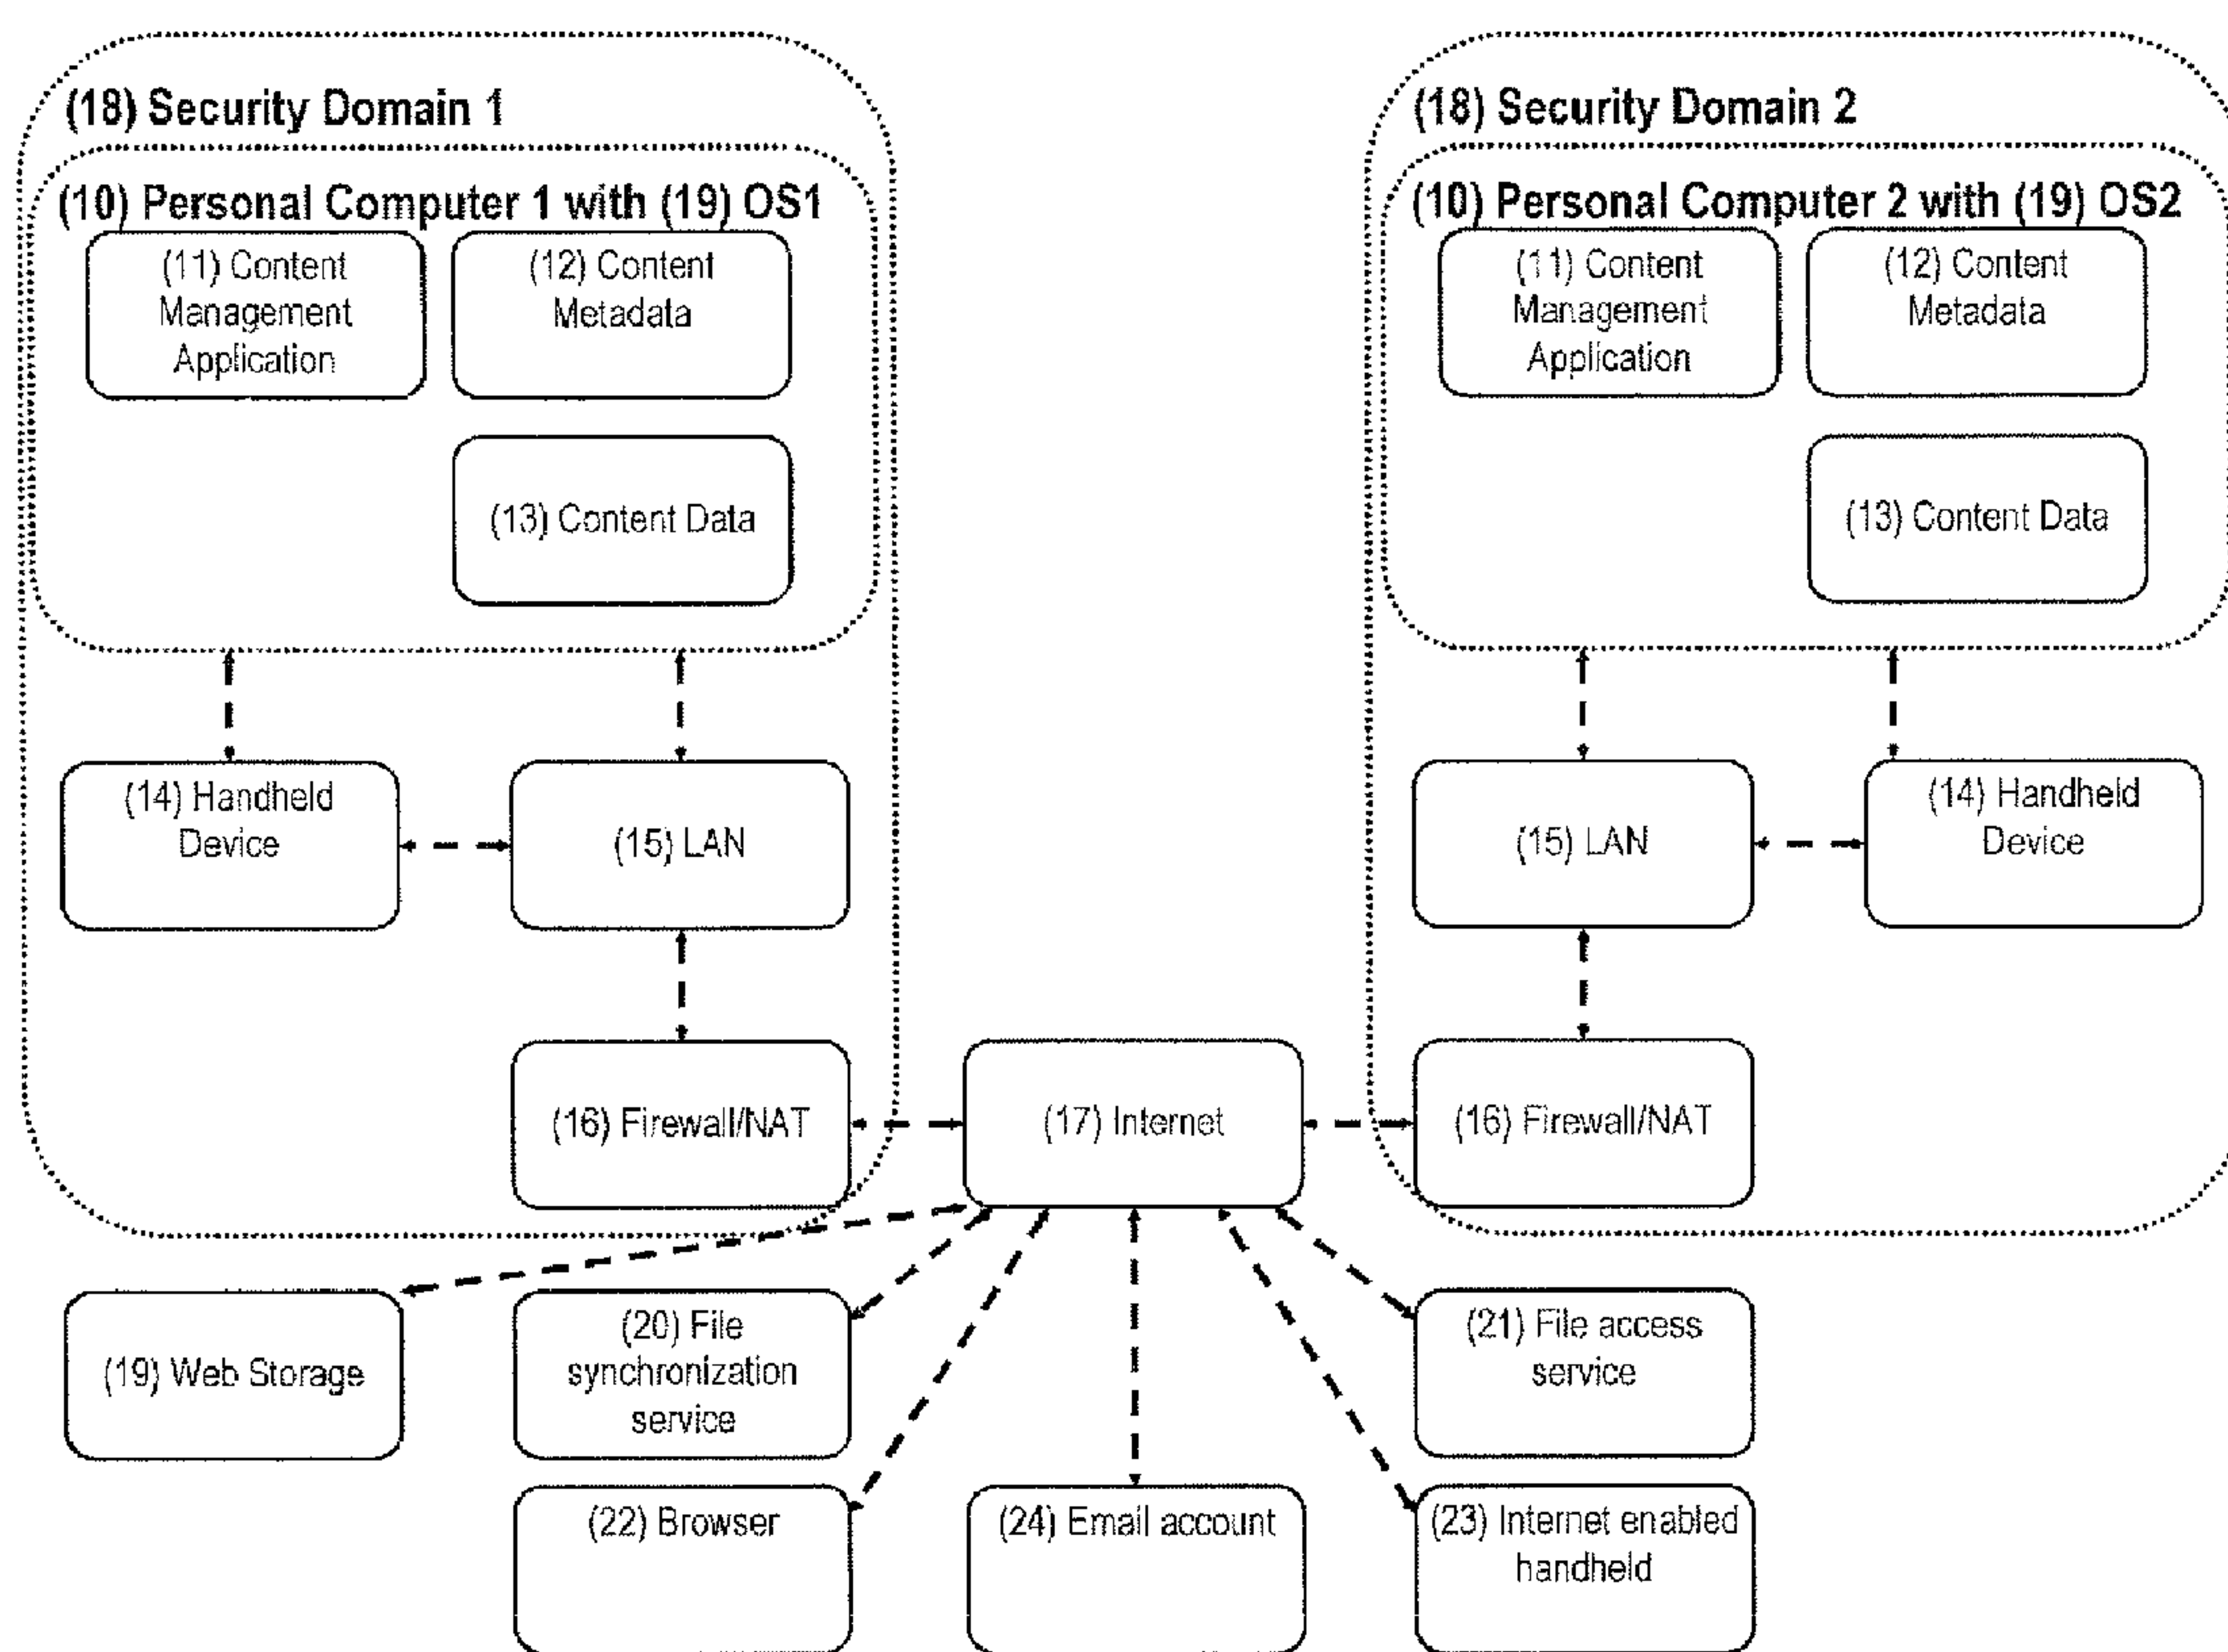 (18) Security Domain 1
(10) Personal Computer 1 with (19) OS1
(11) Content
Management
Application
(12) Content
Metadata
(13) Content Data
(14) Handheld
Device
(15) LAN
(16) Firewall/NAT
(18) Security Domain 2
(10) Personal Computer 2 with (19) OS2
(11) Content
Management
Application
(12) Content
Metadata
(13) Content Data
(15) LAN
(14) Handheld
Device
(16) Firewall/NAT
(17) Internet
(19) Web Storage
(20) File
synchronization
service
(21) File access
service
(22) Browser
(24) Email account
(23) Internet enabled
handheld